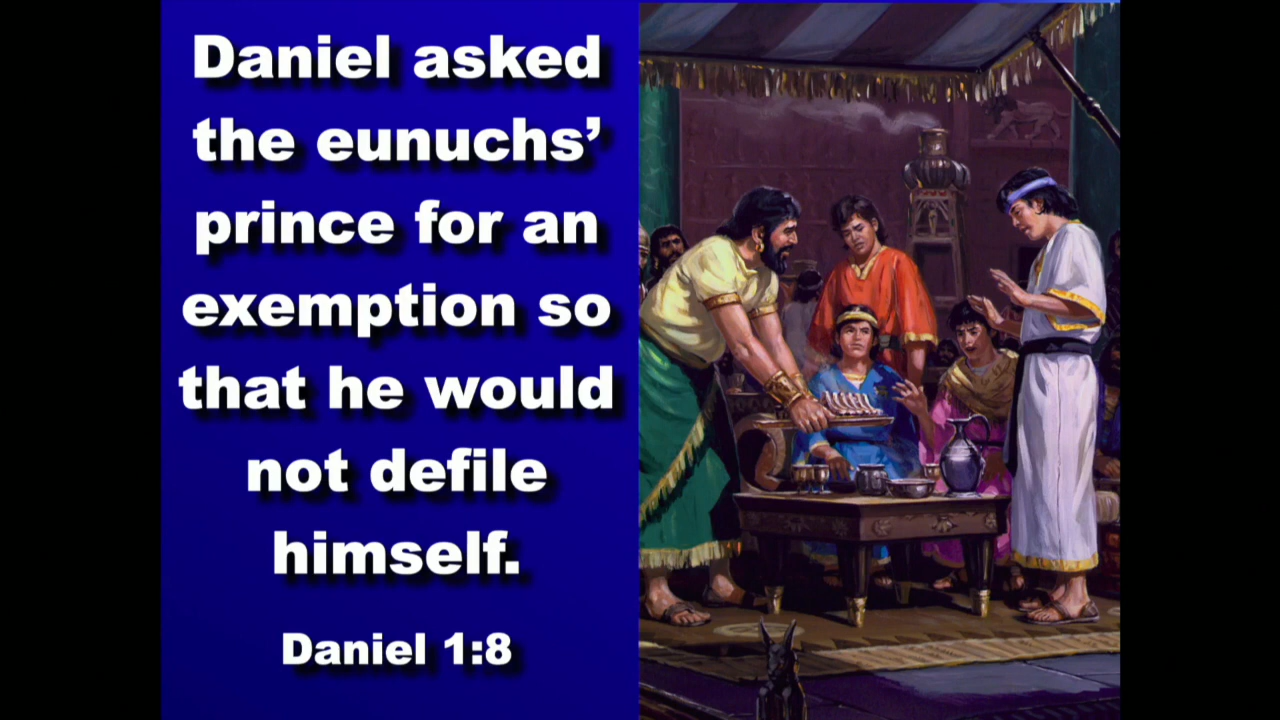 Daniel asked
the eunuchs’
prince for an
exemption so
that he would
not defile
himself.
Daniel 1:8